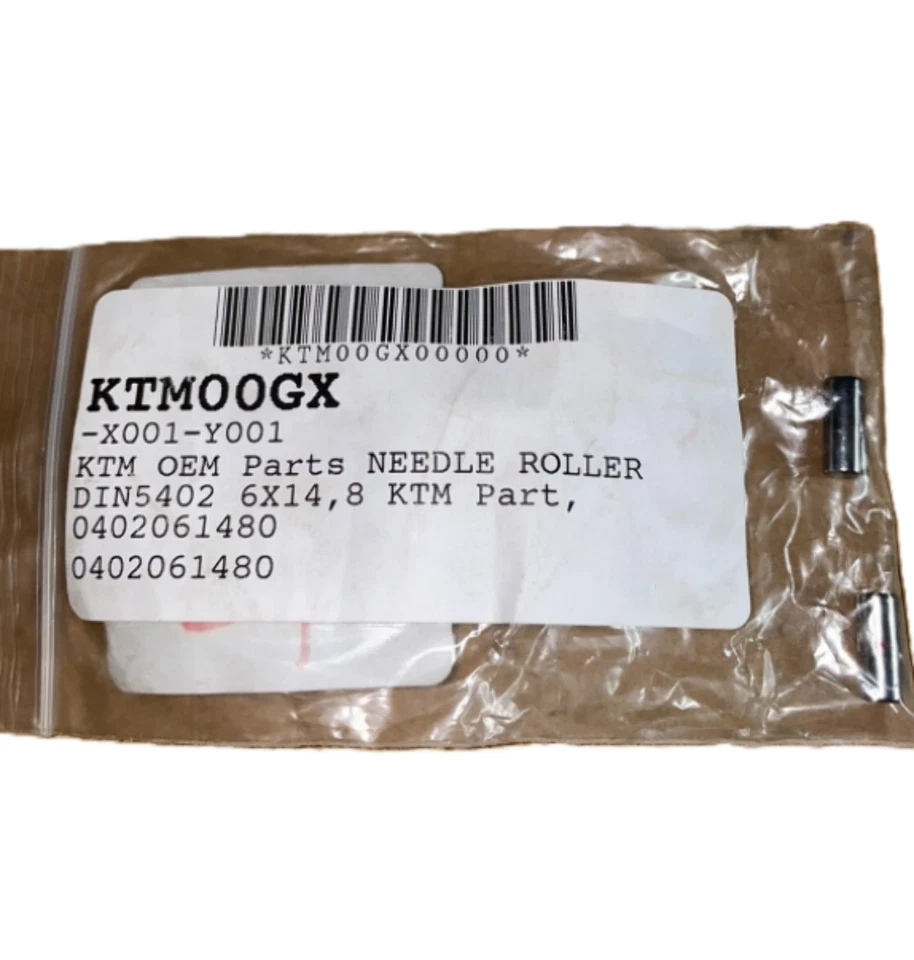 *KTM00GX00000*
KTM00GX
-X001-Y001
KTM OEM Parts NEEDLE ROLLER
DIN5402 6X14,8 KTM Part,
0402061480
0402061480